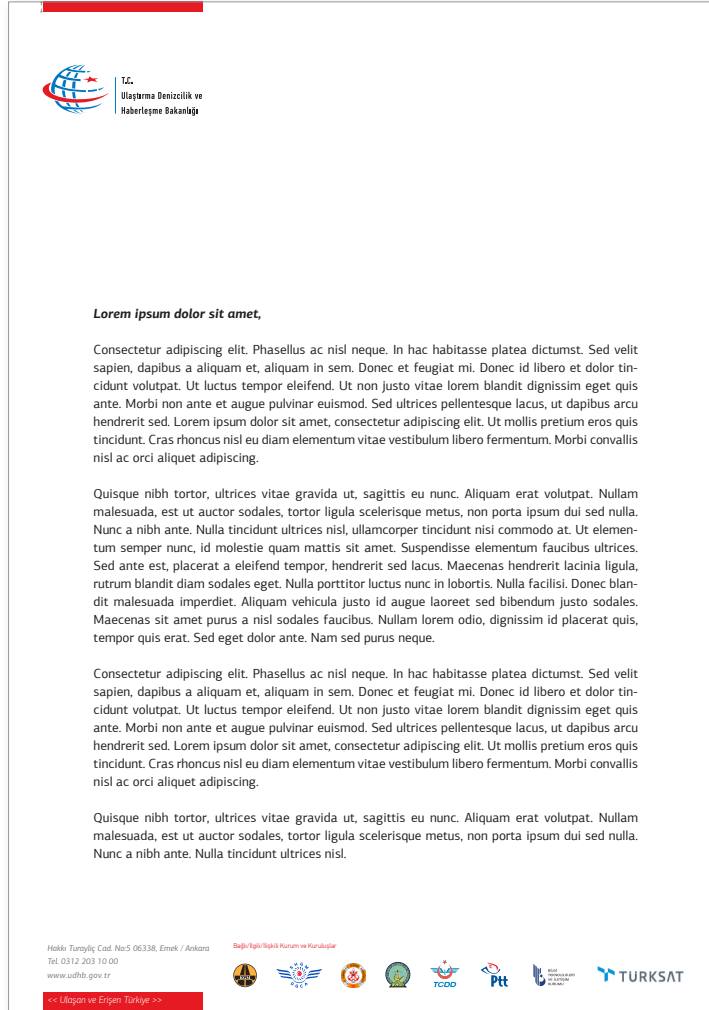 T.C.
Ulaştırma Denizcilik ve
Haberleşme Bakanlığı
Lorem ipsum dolor sit amet,
Consectetur adipiscing elit. Phasellus ac nisl neque. In hac habitasse platea dictumst. Sed velit
sapien, dapibus a aliquam et, aliquam in sem. Donec et feugiat mi. Donec id libero et dolor tin-
cidunt volutpat. Ut luctus tempor eleifend. Ut non justo vitae lorem blandit dignissim eget quis
ante. Morbi non ante et augue pulvinar euismod. Sed ultrices pellentesque lacus, ut dapibus arcu
hendrerit sed. Lorem ipsum dolor sit amet, consectetur adipiscing elit. Ut mollis pretium eros quis
tincidunt. Cras rhoncus nisl eu diam elementum vitae vestibulum libero fermentum. Morbi convallis
nisl ac orci aliquet adipiscing.
Quisque nibh tortor, ultrices vitae gravida ut, sagittis eu nunc. Aliquam erat volutpat. Nullam
malesuada, est ut auctor sodales, tortor ligula scelerisque metus, non porta ipsum dui sed nulla.
Nunc a nibh ante. Nulla tincidunt ultrices nisl, ullamcorper tincidunt nisi commodo at. Ut elemen-
tum semper nunc, id molestie quam mattis sit amet. Suspendisse elementum faucibus ultrices.
Sed ante est, placerat a eleifend tempor, hendrerit sed lacus. Maecenas hendrerit lacinia ligula,
rutrum blandit diam sodales eget. Nulla porttitor luctus nunc in lobortis. Nulla facilisi. Donec blan-
dit malesuada imperdiet. Aliquam vehicula justo id augue laoreet sed bibendum justo sodales.
Maecenas sit amet purus a nisl sodales faucibus. Nullam lorem odio, dignissim id placerat quis,
tempor quis erat. Sed eget dolor ante. Nam sed purus neque.
Consectetur adipiscing elit. Phasellus ac nisl neque. In hac habitasse platea dictumst. Sed velit
sapien, dapibus a aliquam et, aliquam in sem. Donec et feugiat mi. Donec id libero et dolor tin-
cidunt volutpat. Ut luctus tempor eleifend. Ut non justo vitae lorem blandit dignissim eget quis
ante. Morbi non ante et augue pulvinar euismod. Sed ultrices pellentesque lacus, ut dapibus arcu
hendrerit sed. Lorem ipsum dolor sit amet, consectetur adipiscing elit. Ut mollis pretium eros quis
tincidunt. Cras rhoncus nisl eu diam elementum vitae vestibulum libero fermentum. Morbi convallis
nisl ac orci aliquet adipiscing.
Quisque nibh tortor, ultrices vitae gravida ut, sagittis eu nunc. Aliquam erat volutpat. Nullam
malesuada, est ut auctor sodales, tortor ligula scelerisque metus, non porta ipsum dui sed nulla.
Nunc a nibh ante. Nulla tincidunt ultrices nisl.
Hakkı Turayliç Cad. No:5 06338, Emek / Ankara
Tel. 0312 203 10 00
www.udhb.gov.tr
<< Ulaşan ve Erişen Türkiye >>
Bağlı/İlgili/İlişkili Kurum ve Kuruluşlar
KGM
SHGM
DGCA
TCDD
Ptt
BİLGİ
TEKNOLOJİLERİ
VE İLETİŞİM
KURUMU
TÜRKSAT